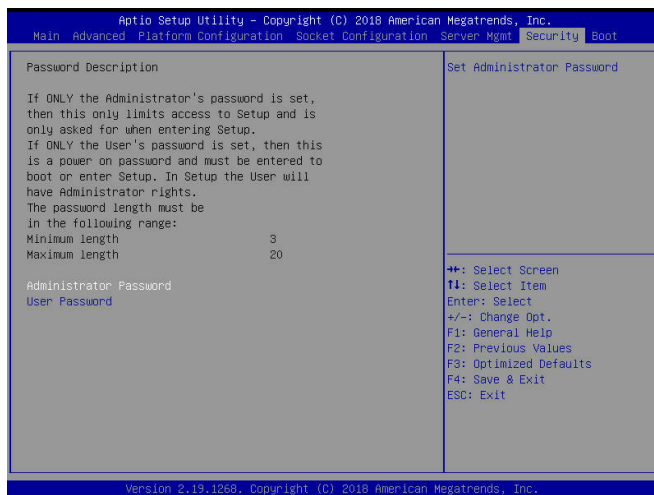 Aptio Setup Utility – Copyright (C) 2018 American Megatrends, Inc.
Main Advanced Platform Configuration Socket Configuration Server Mgmt Security Boot
Password Description
If ONLY the Administrator's password is set,
then this only limits access to Setup and is
only asked for when entering Setup.
If ONLY the User's password is set, then this
is a power on password and must be entered to
boot or enter Setup. In Setup the User will
have Administrator rights.
The password length must be
in the following range:
Minimum length 3
Maximum length 20
Administrator Password
User Password
Set Administrator Password
→←: Select Screen
↑↓: Select Item
Enter: Select
+/-: Change Opt.
F1: General Help
F2: Previous Values
F3: Optimized Defaults
F4: Save & Exit
ESC: Exit
Version 2.19.1268. Copyright (C) 2018 American Megatrends, Inc.